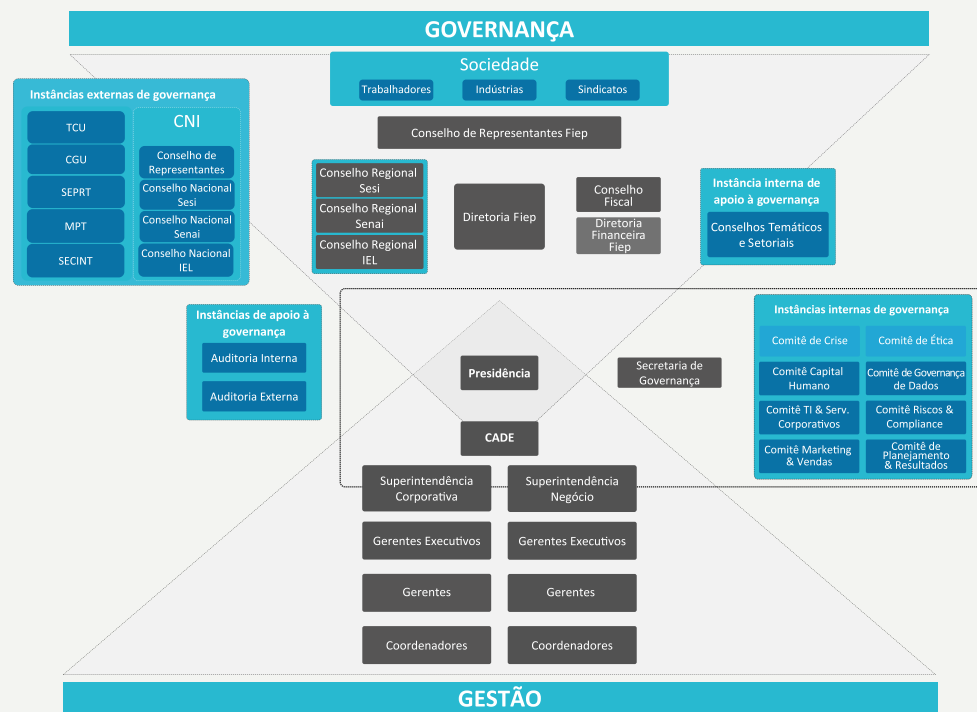 GOVERNANÇA
Sociedade
Trabalhadores
Indústrias
Sindicatos
Instâncias externas de governança
TCU
CGU
SEPRT
MPT
SECINT
CNI
Conselho de
Representantes
Conselho Nacional
Sesi
Conselho Nacional
Senai
Conselho Nacional
IEL
Conselho de Representantes Fiep
Conselho Regional
Sesi
Conselho Regional
Senai
Conselho Regional
IEL
Diretoria Fiep
Conselho
Fiscal
Diretoria
Financeira
Fiep
Instância interna de
apoio à governança
Conselhos Temáticos
e Setoriais
Instâncias de apoio à
governança
Auditoria Interna
Auditoria Externa
Presidência
Secretaria de
Governança
CADE
Instâncias internas de governança
Comitê de Crise
Comitê de Ética
Comitê Capital
Humano
Comitê de Governança
de Dados
Comitê TI & Serv.
Corporativos
Comitê Riscos &
Compliance
Comitê Marketing
& Vendas
Comitê de
Planejamento
& Resultados
Superintendência
Corporativa
Superintendência
Negócio
Gerentes Executivos
Gerentes Executivos
Gerentes
Gerentes
Coordenadores
Coordenadores
GESTÃO